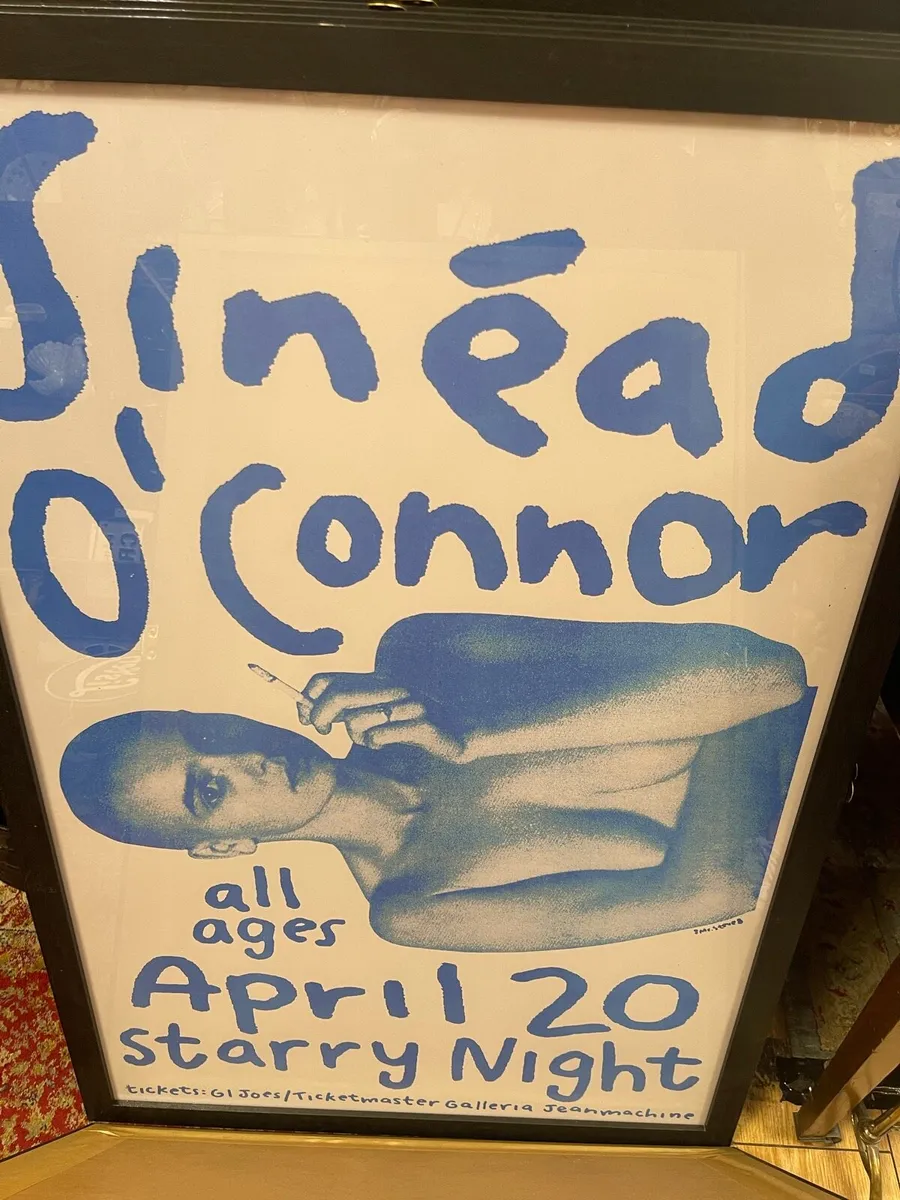 Sinéad
O'Connor
all
ages
April 20
starry Night
tickets: GI Joes/Ticketmaster Galleria Jeanmachine